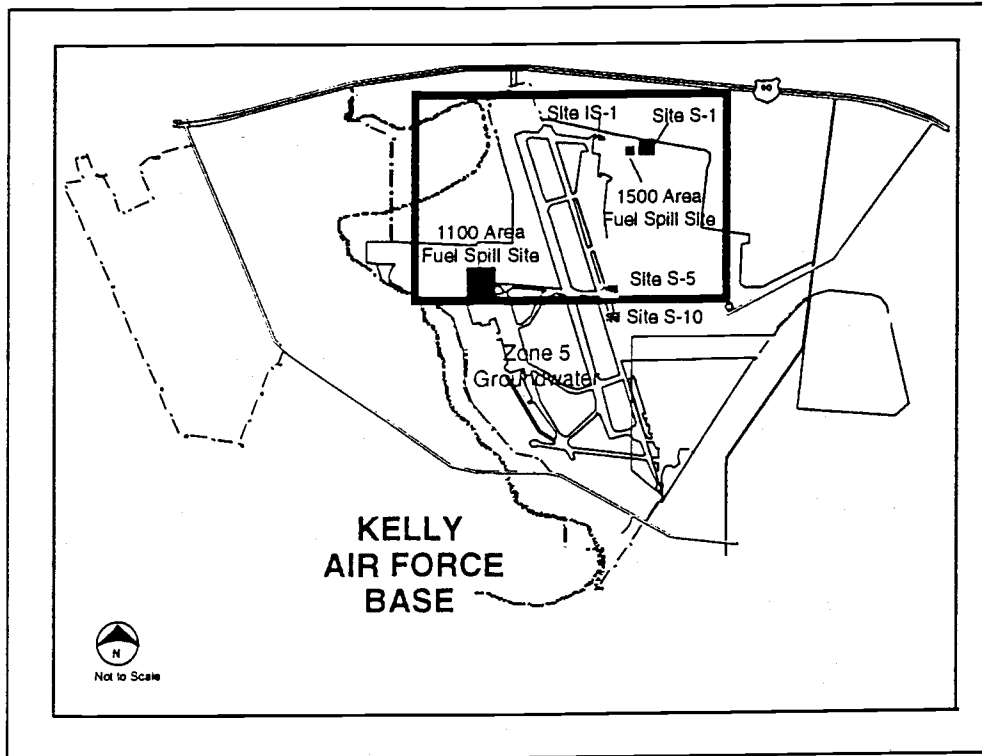 90
Site IS-1
Site S-1
1500 Area
Fuel Spill Site
1100 Area
Fuel Spill Site
Site S-5
Site S-10
Zone 5
Groundwater
KELLY
AIR FORCE
BASE
N
Not to Scale